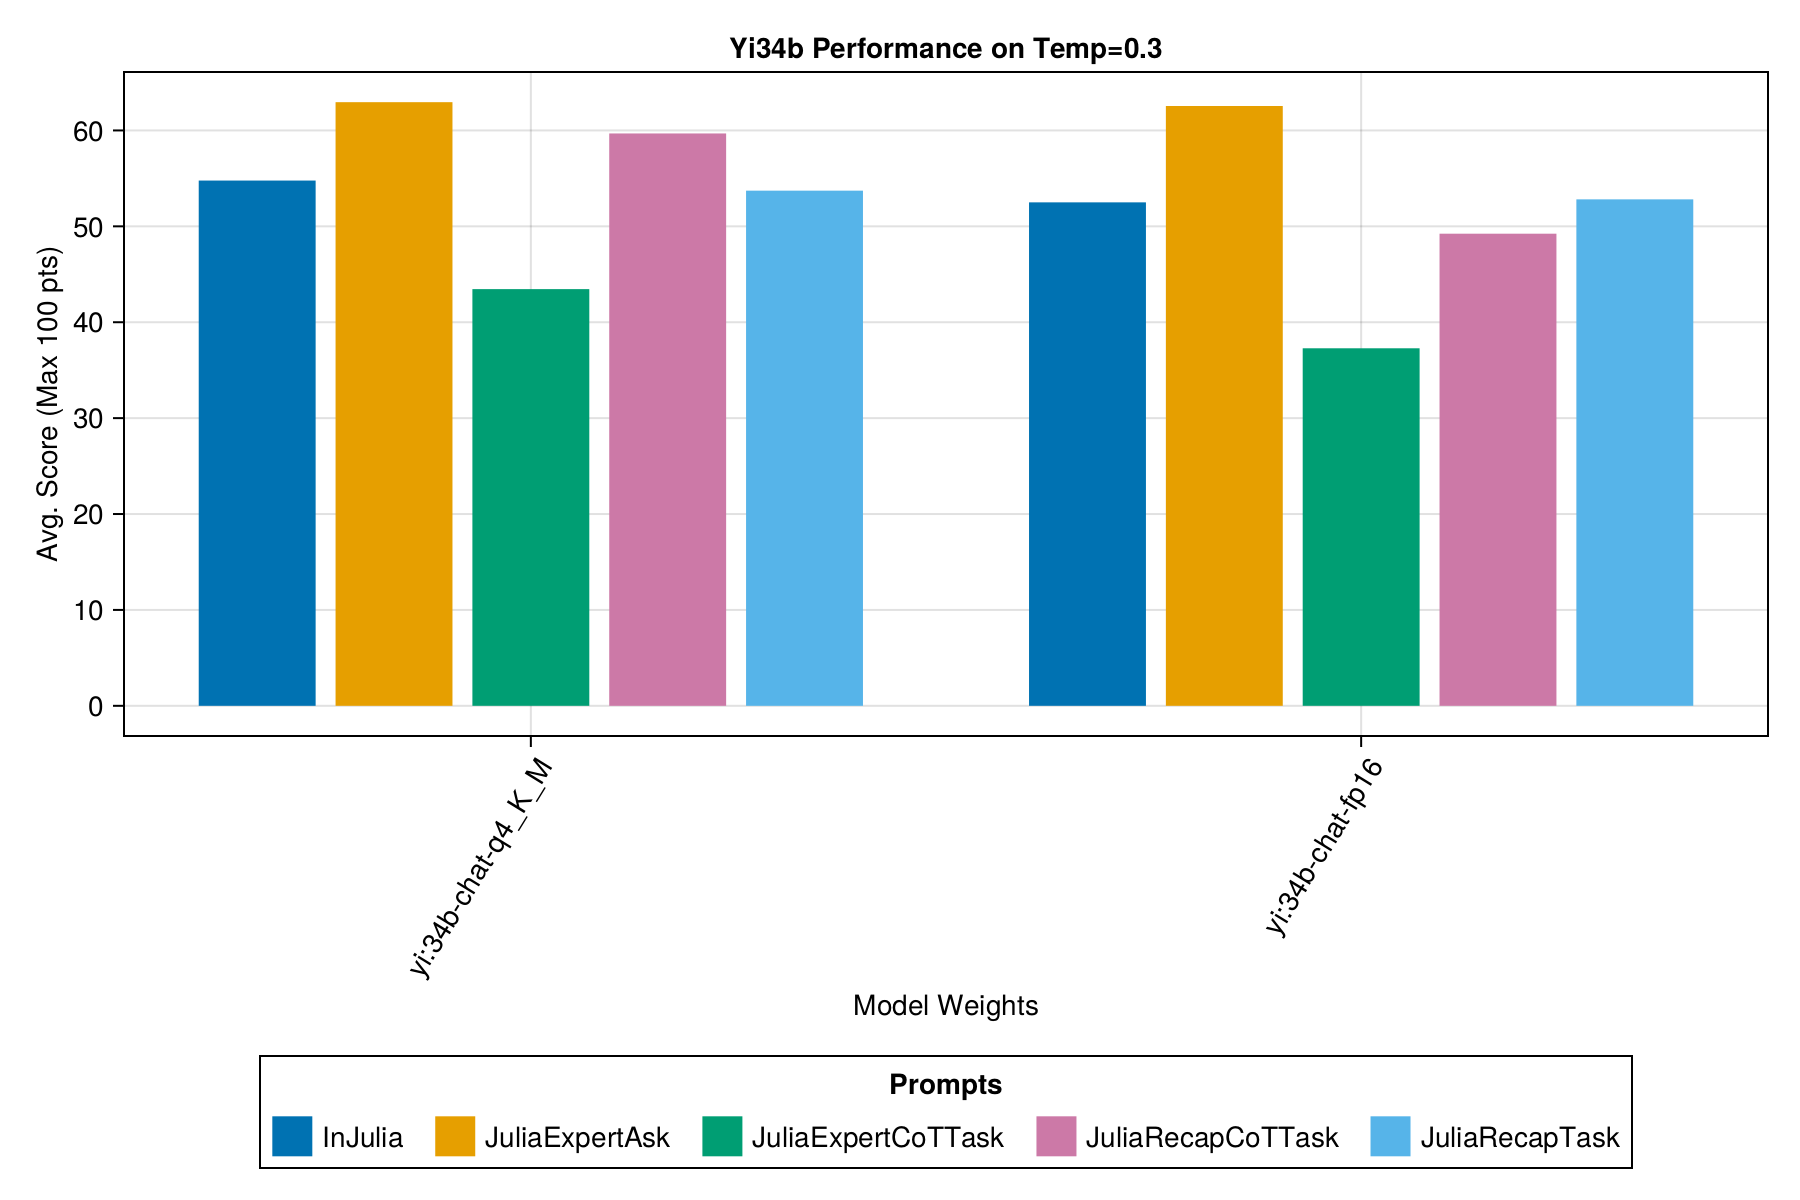 Yi34b Performance on Temp=0.3
Avg. Score (Max 100 pts)
60
50
40
30
20
10
0
yi:34b-chat-q4_K_M
yi:34b-chat-fp16
Model Weights
Prompts
InJulia
JuliaExpertAsk
JuliaExpertCoTTask
JuliaRecapCoTTask
JuliaRecapTask